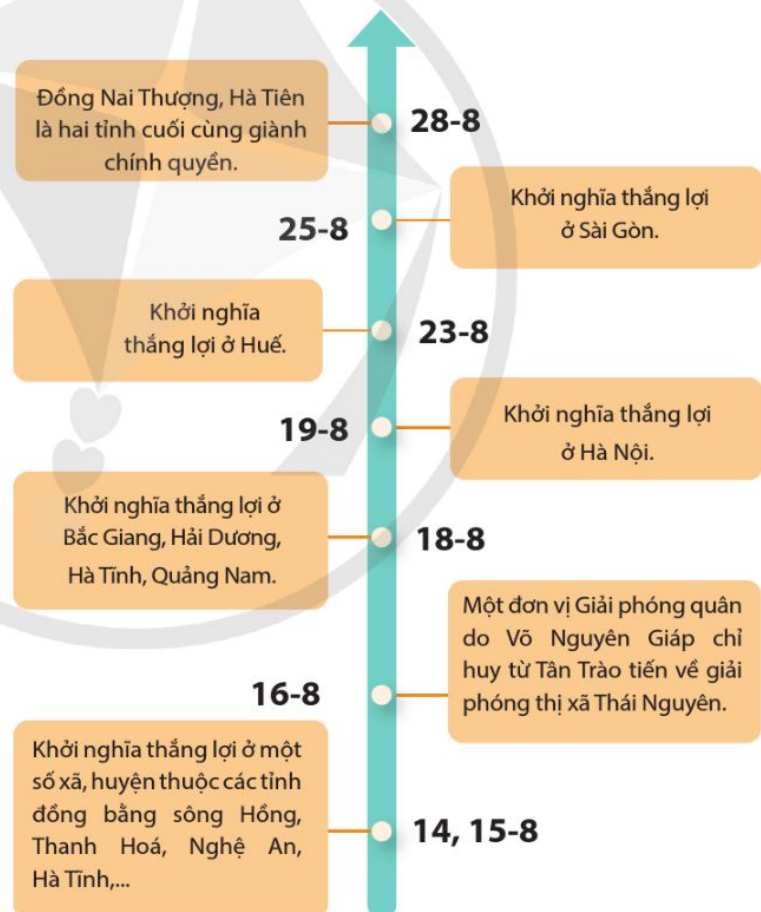 Đồng Nai Thượng, Hà Tiên
là hai tỉnh cuối cùng giành
chính quyền.
28-8
25-8
Khởi nghĩa thắng lợi
ở Sài Gòn.
Khởi nghĩa
thắng lợi ở Huế.
23-8
19-8
Khởi nghĩa thắng lợi
ở Hà Nội.
Khởi nghĩa thắng lợi ở
Bắc Giang, Hải Dương,
Hà Tĩnh, Quảng Nam.
18-8
16-8
Một đơn vị Giải phóng quân
do Võ Nguyên Giáp chỉ
huy từ Tân Trào tiến về giải
phóng thị xã Thái Nguyên.
Khởi nghĩa thắng lợi ở một
số xã, huyện thuộc các tỉnh
đồng bằng sông Hồng,
Thanh Hoá, Nghệ An,
Hà Tĩnh,...
14, 15-8